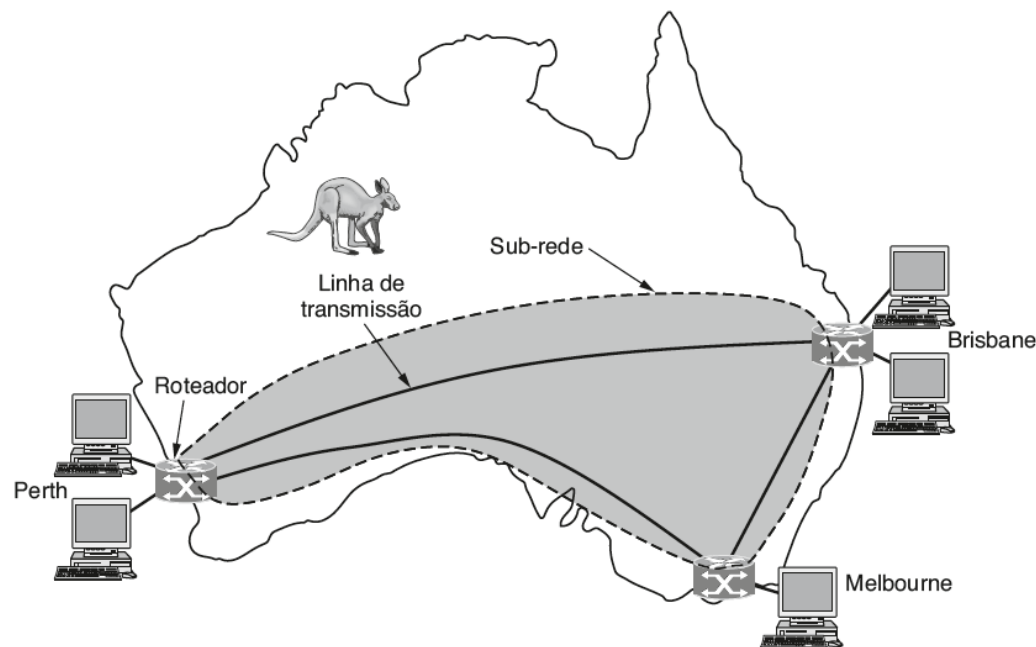 Sub-rede
Linha de
transmissão
Brisbane
Roteador
Perth
Melbourne